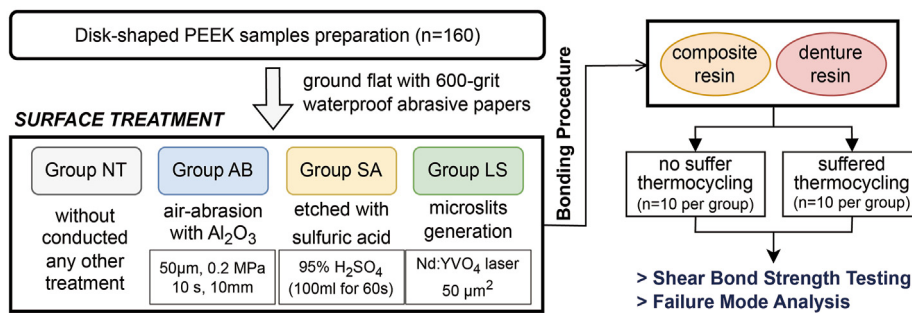 Disk-shaped PEEK samples preparation (n=160)
ground flat with 600-grit
waterproof abrasive papers
SURFACE TREATMENT
Group NT
without
conducted
any other
treatment
Group AB
air-abrasion
with Al₂O₃
50µm, 0.2 MPa
10 s, 10mm
Group SA
etched with
sulfuric acid
95% H₂SO₄
(100ml for 60s)
Group LS
microslits
generation
Nd:YVO₄ laser
50 µm²
Bonding Procedure
composite
resin
denture
resin
no suffer
thermocycling
(n=10 per group)
suffered
thermocycling
(n=10 per group)
> Shear Bond Strength Testing
> Failure Mode Analysis